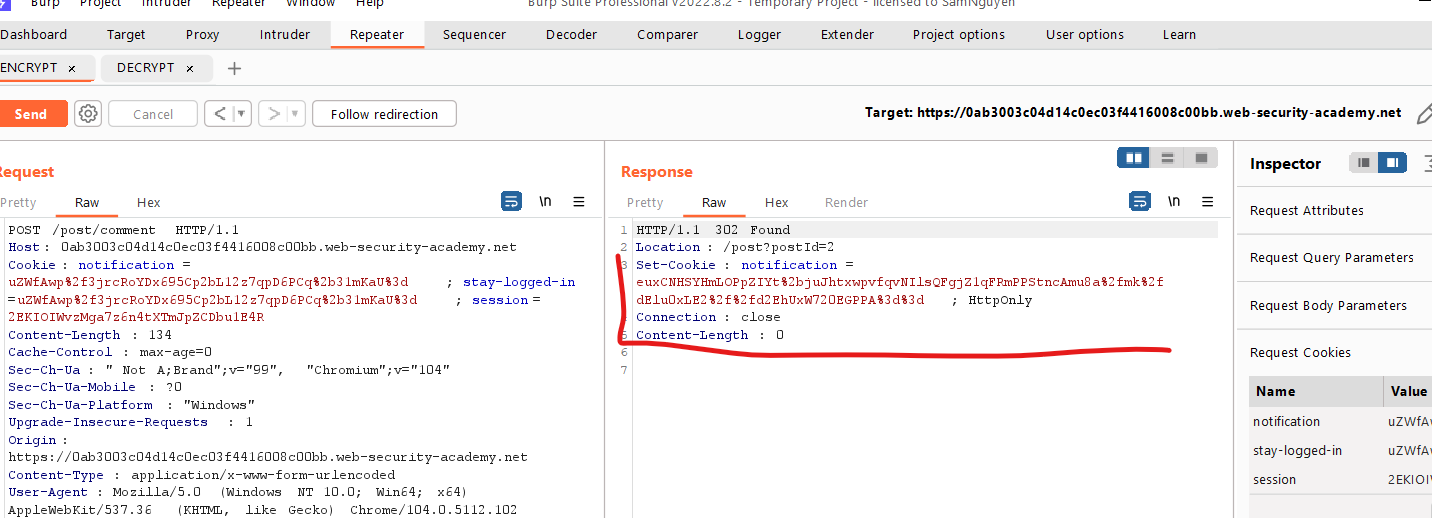 Burp Project Intruder Repeater Window Help Burp Suite Professional v2022.8.2 - Temporary Project - licensed to SamNguyen
Dashboard Target Proxy Intruder Repeater Sequencer Decoder Comparer Logger Extender Project options User options Learn
ENCRYPT × DECRYPT × +
Send Cancel < > Follow redirection Target: https://0ab3003c04d14c0ec03f4416008c00bb.web-security-academy.net
Request
Pretty Raw Hex \n
POST /post/comment HTTP/1.1
Host : 0ab3003c04d14c0ec03f4416008c00bb.web-security-academy.net
Cookie : notification =
uZWfAwp%2f3jrcRoYDx695Cp2bL12z7qpD6PCq%2b31mKaU%3d ; stay-logged-in
=uZWfAwp%2f3jrcRoYDx695Cp2bL12z7qpD6PCq%2b31mKaU%3d ; session =
2EKIOIWvzMga7z6n4tXTmJpZCDbu1E4R
Content-Length : 134
Cache-Control : max-age=0
Sec-Ch-Ua : " Not A;Brand";v="99", "Chromium";v="104"
Sec-Ch-Ua-Mobile : ?0
Sec-Ch-Ua-Platform : "Windows"
Upgrade-Insecure-Requests : 1
Origin :
https://0ab3003c04d14c0ec03f4416008c00bb.web-security-academy.net
Content-Type : application/x-www-form-urlencoded
User-Agent : Mozilla/5.0 (Windows NT 10.0; Win64; x64)
AppleWebKit/537.36 (KHTML, like Gecko) Chrome/104.0.5112.102
Response
Pretty Raw Hex Render \n
1 HTTP/1.1 302 Found
2 Location : /post?postId=2
3 Set-Cookie : notification =
euxCNHSYHmLOPpZIYt%2bjuJhtxwpvfqvNIlsQFgjZ1qFRmPPStncAmu8a%2fmk%2f
dEluOxLE2%2f%2fd2EhUxW720EGPPA%3d%3d ; HttpOnly
Connection : close
5 Content-Length : 0
6
7
Inspector
Request Attributes
Request Query Parameters
Request Body Parameters
Request Cookies
Name Value
notification uZWfAw
stay-logged-in uZWfAw
session 2EKIOI